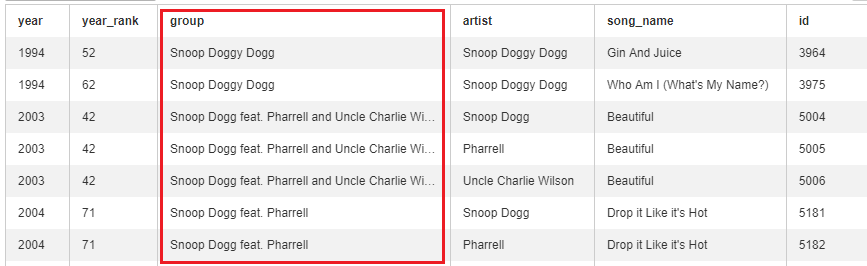 year year_rank group artist song_name id
1994 52 Snoop Doggy Dogg Snoop Doggy Dogg Gin And Juice 3964
1994 62 Snoop Doggy Dogg Snoop Doggy Dogg Who Am I (What's My Name?) 3975
2003 42 Snoop Dogg feat. Pharrell and Uncle Charlie Wi... Snoop Dogg Beautiful 5004
2003 42 Snoop Dogg feat. Pharrell and Uncle Charlie Wi... Pharrell Beautiful 5005
2003 42 Snoop Dogg feat. Pharrell and Uncle Charlie Wi... Uncle Charlie Wilson Beautiful 5006
2004 71 Snoop Dogg feat. Pharrell Snoop Dogg Drop it Like it's Hot 5181
2004 71 Snoop Dogg feat. Pharrell Pharrell Drop it Like it's Hot 5182